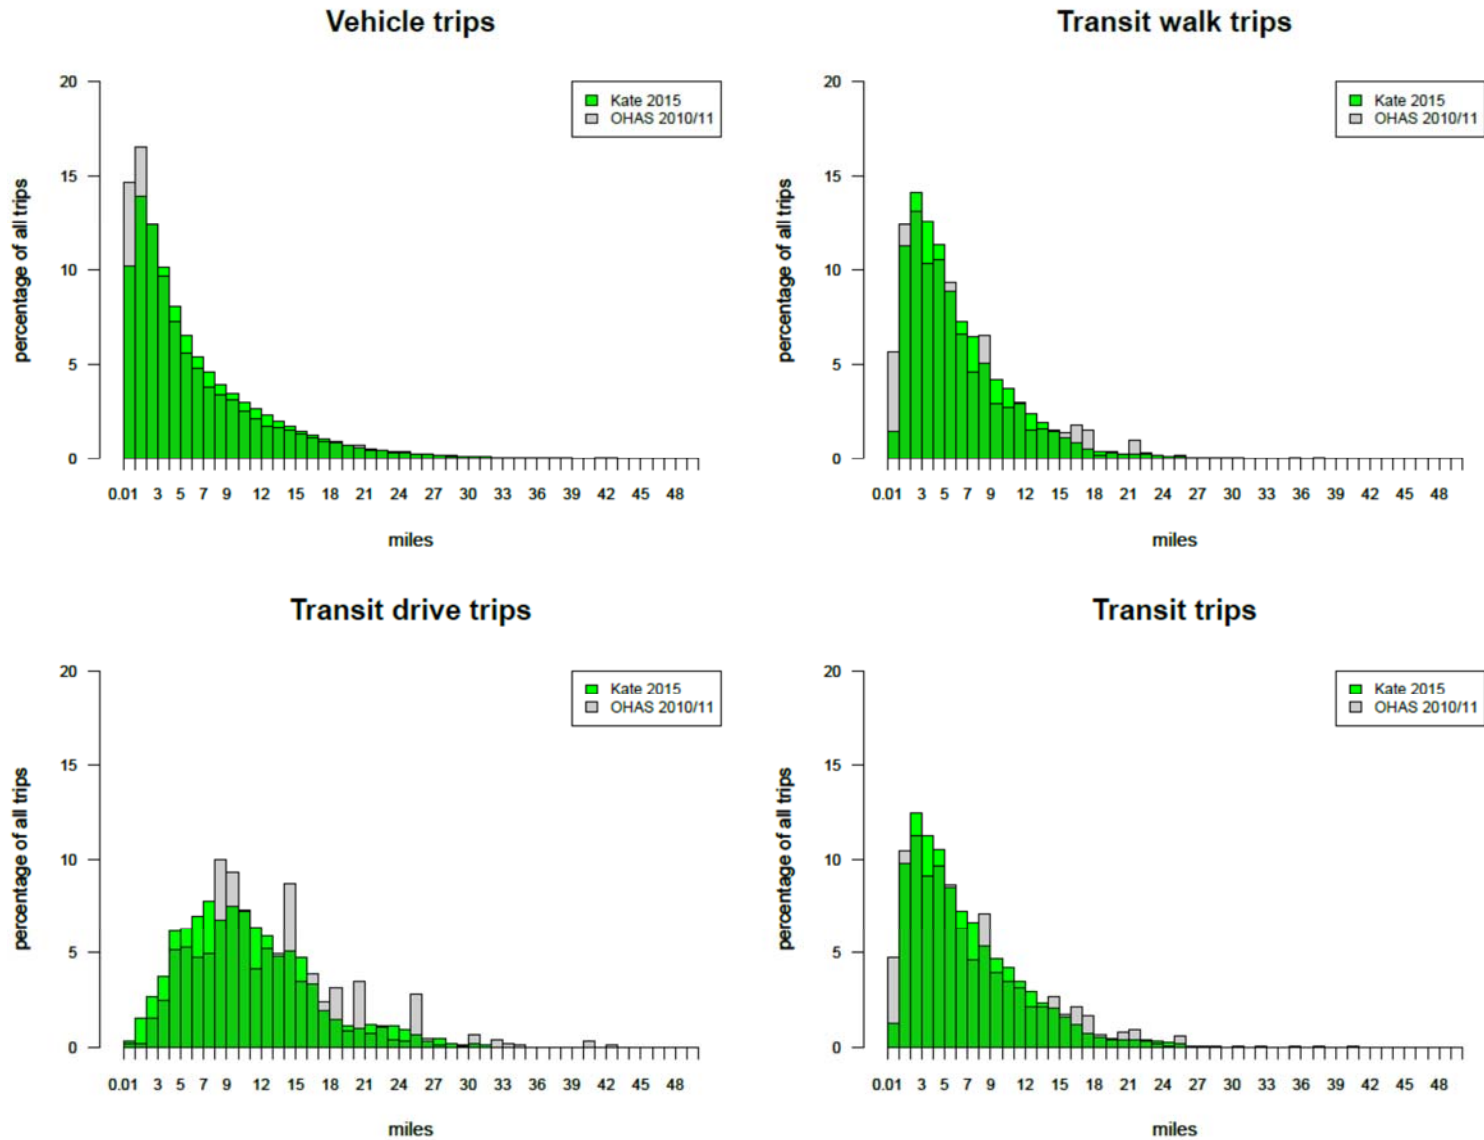 Vehicle trips
percentage of all trips
20
15
10
5
0
Kate 2015
OHAS 2010/11
0.01 3 5 7 9 12 15 18 21 24 27 30 33 36 39 42 45 48
miles
Transit walk trips
percentage of all trips
20
15
10
5
0
Kate 2015
OHAS 2010/11
0.01 3 5 7 9 12 15 18 21 24 27 30 33 36 39 42 45 48
miles
Transit drive trips
percentage of all trips
20
15
10
5
0
Kate 2015
OHAS 2010/11
0.01 3 5 7 9 12 15 18 21 24 27 30 33 36 39 42 45 48
miles
Transit trips
percentage of all trips
20
15
10
5
0
Kate 2015
OHAS 2010/11
0.01 3 5 7 9 12 15 18 21 24 27 30 33 36 39 42 45 48
miles